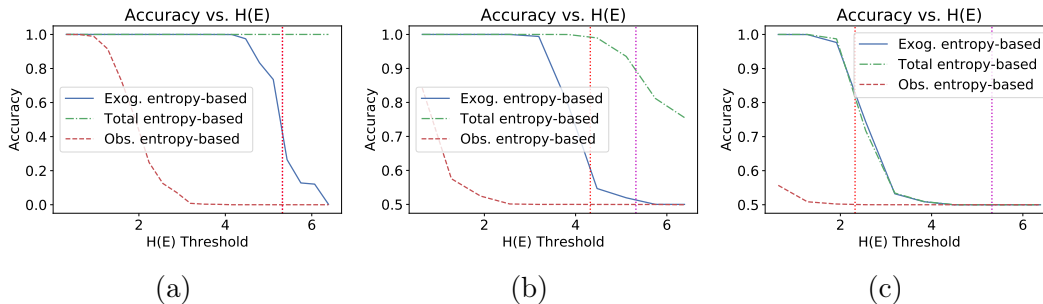 Accuracy vs. H(E)
Accuracy
1.0
0.8
0.6
0.4
0.2
0.0
Exog. entropy-based
Total entropy-based
Obs. entropy-based
2
4
6
H(E) Threshold
(a)
Accuracy vs. H(E)
Accuracy
1.0
0.9
0.8
0.7
0.6
0.5
Exog. entropy-based
Total entropy-based
Obs. entropy-based
2
4
6
H(E) Threshold
(b)
Accuracy vs. H(E)
Accuracy
1.0
0.9
0.8
0.7
0.6
0.5
Exog. entropy-based
Total entropy-based
Obs. entropy-based
2
4
6
H(E) Threshold
(c)